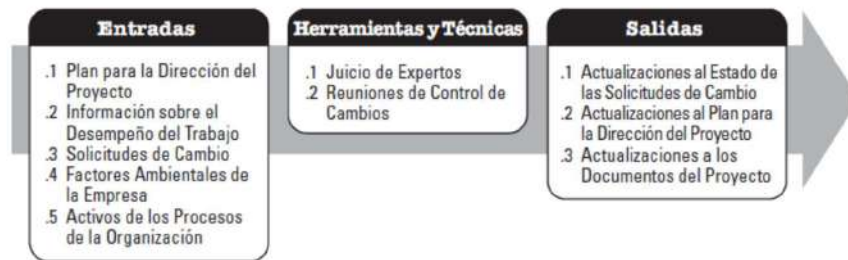 Entradas
.1 Plan para la Dirección del
Proyecto
.2 Información sobre el
Desempeño del Trabajo
.3 Solicitudes de Cambio
.4 Factores Ambientales de
la Empresa
.5 Activos de los Procesos
de la Organización
Herramientas y Técnicas
.1 Juicio de Expertos
.2 Reuniones de Control de
Cambios
Salidas
.1 Actualizaciones al Estado de
las Solicitudes de Cambio
.2 Actualizaciones al Plan para
la Dirección del Proyecto
.3 Actualizaciones a los
Documentos del Proyecto